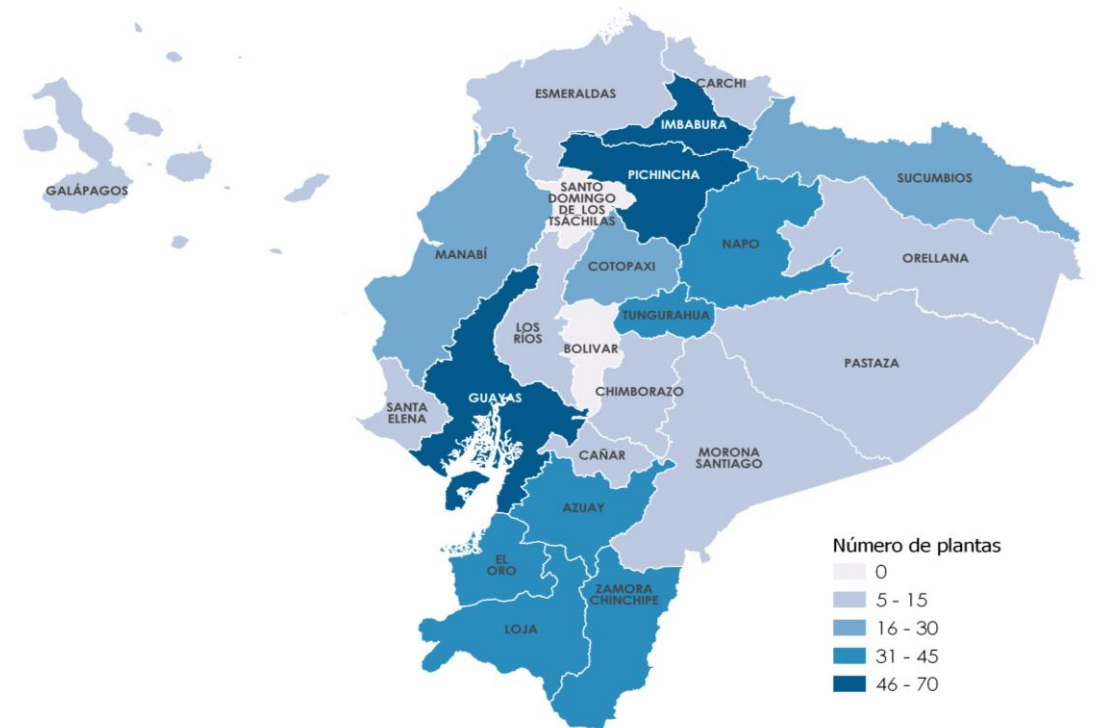 CARCHI
ESMERALDAS
IMBABURA
GALÁPAGOS
PICHINCHA
SUCUMBIOS
SANTO
DOMINGO
DE LOS
TSÁCHILAS
MANABÍ
NAPO
COTOPAXI
ORELLANA
TUNGURAHUA
LOS
RÍOS
BOLIVAR
PASTAZA
CHIMBORAZO
GUAYAS
SANTA
ELENA
CAÑAR
MORONA
SANTIAGO
AZUAY
EL
ORO
ZAMORA
CHINCHIPE
LOJA
Número de plantas
0
5 - 15
16 - 30
31 - 45
46 - 70